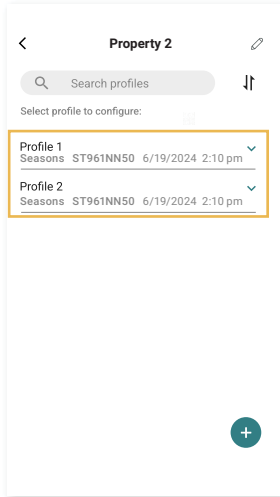 Property 2
Search profiles
Select profile to configure:
Profile 1
Seasons ST961NN50 6/19/2024 2:10 pm
Profile 2
Seasons ST961NN50 6/19/2024 2:10 pm